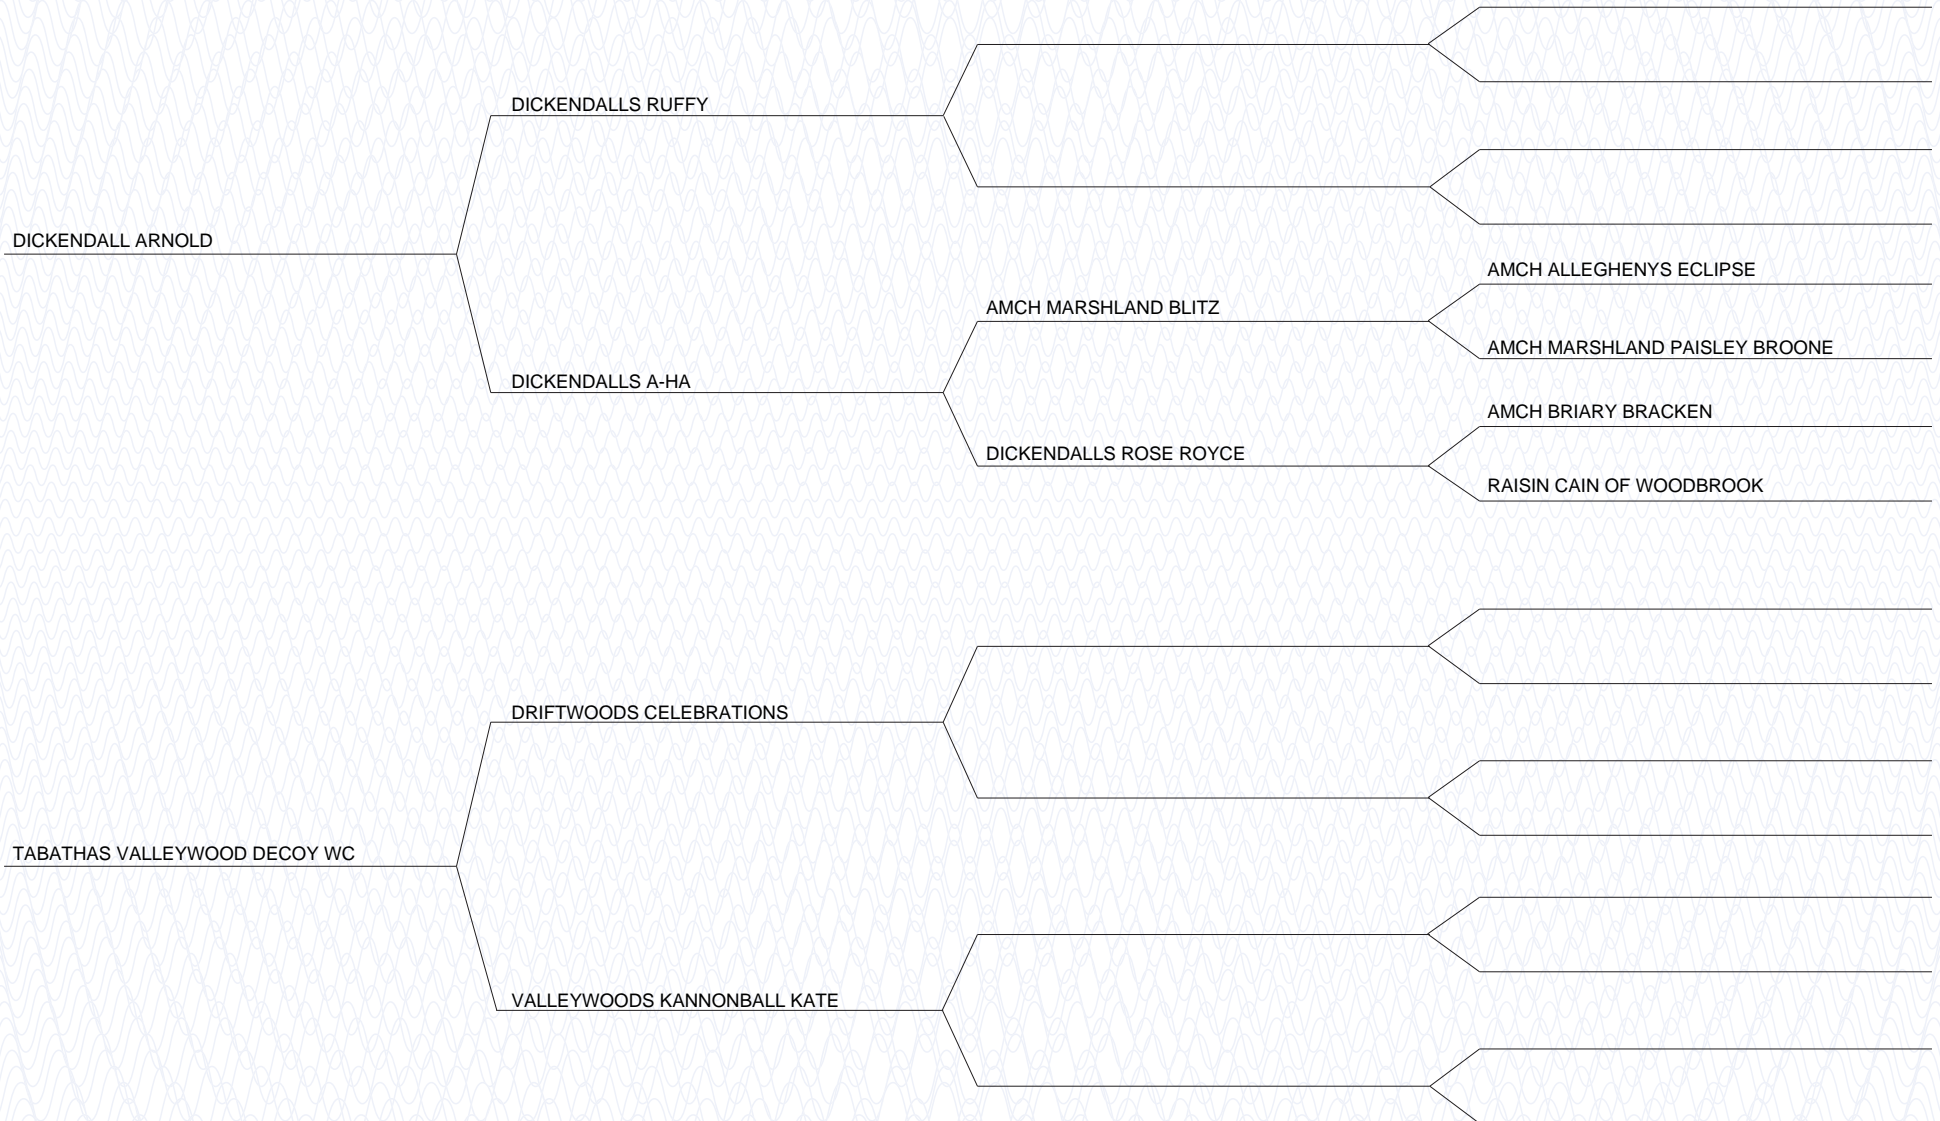 DICKENDALLS RUFFY
DICKENDALL ARNOLD
AMCH ALLEGHENYS ECLIPSE
AMCH MARSHLAND BLITZ
AMCH MARSHLAND PAISLEY BROONE
DICKENDALLS A-HA
AMCH BRIARY BRACKEN
DICKENDALLS ROSE ROYCE
RAISIN CAIN OF WOODBROOK
DRIFTWOODS CELEBRATIONS
TABATHAS VALLEYWOOD DECOY WC
VALLEYWOODS KANNONBALL KATE